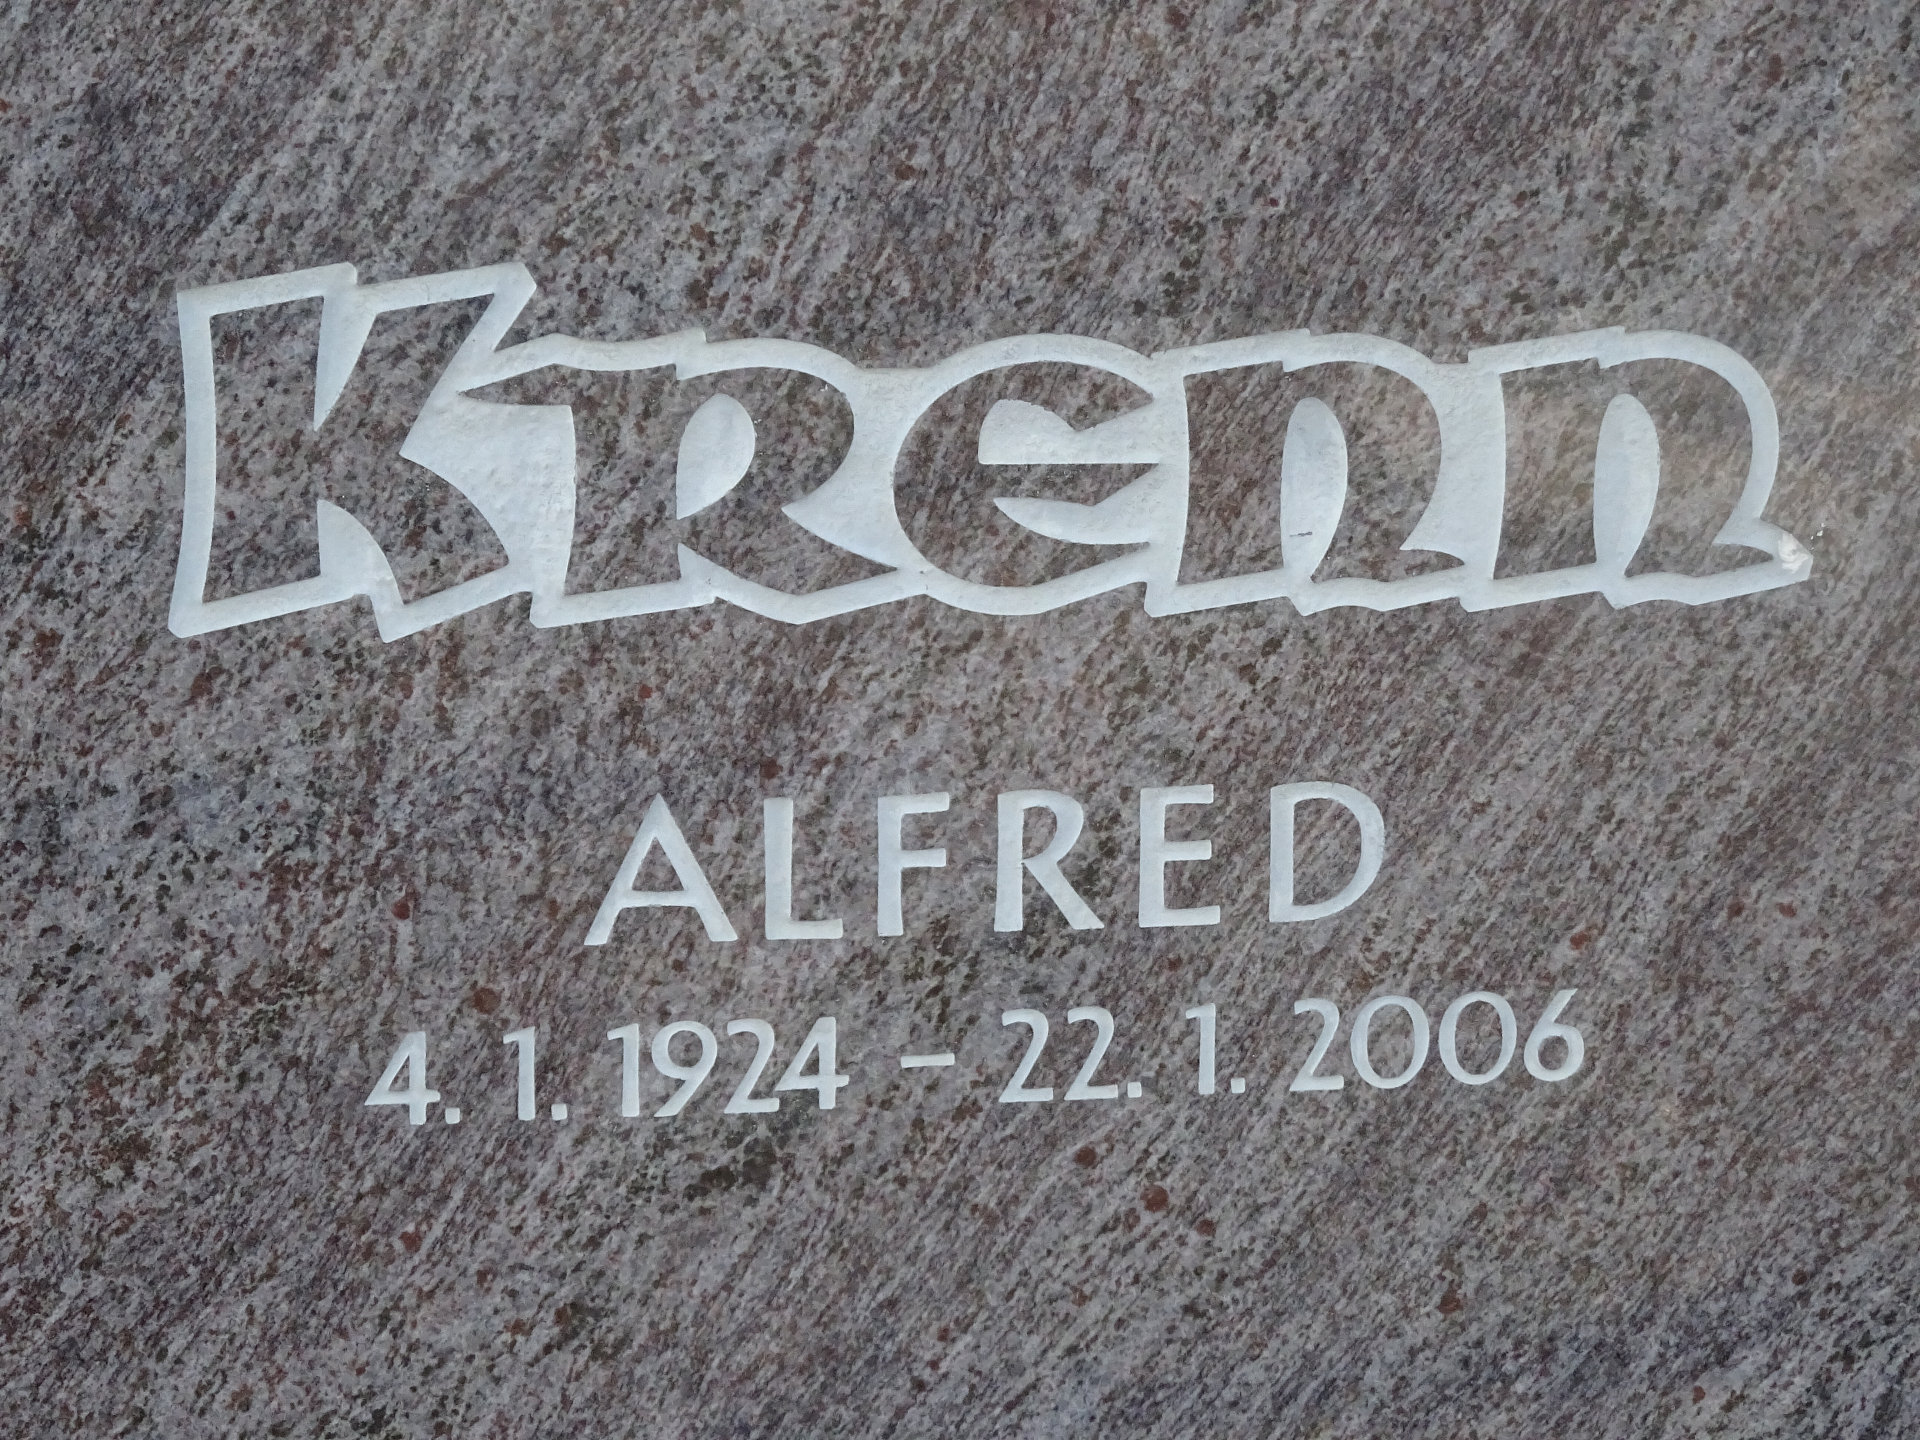 Krenn
ALFRED
4. 1. 1924 – 22. 1. 2006